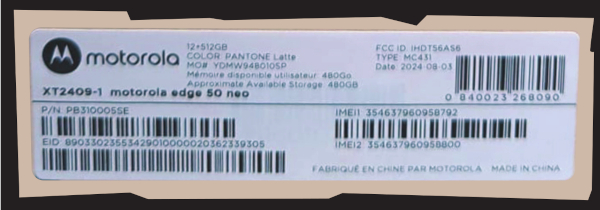 motorola
12+512GB
COLOR: PANTONE Latte
MO#: YDMW9480105P
Mémoire disponible utilisateur: 480Go
Approximate Available Storage: 480GB
XT2409-1 motorola edge 50 neo
FCC ID: IHDT56AS6
TYPE: MC431
Date: 2024-08-03
0 840023 268090
P/N: PB310005SE
EID 89033023553429010000020362339305
IMEI1 354637960958792
IMEI2 354637960958800
FABRIQUÉ EN CHINE PAR MOTOROLA MADE IN CHINA